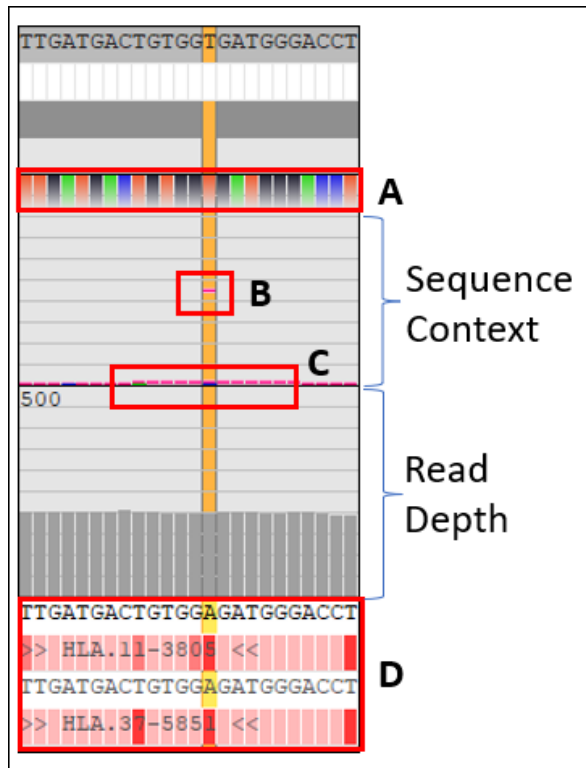 TTGATGACTGTGGTGATGGGACCT
A
Sequence
Context
B
C
500
Read
Depth
TTGATGACTGTGGAGATGGGACCT
>> HLA.11-3805 <<
D
TTGATGACTGTGGAGATGGGACCT
>> HLA.37-5851 <<